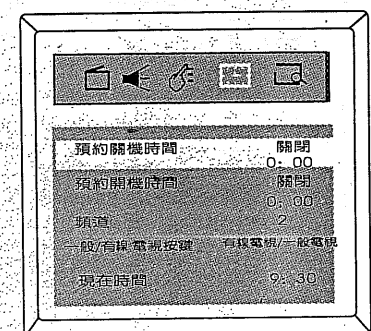 預約關機時間 關閉
0:00
預約開機時間 關閉
0:00
頻道 2
一般/有線電視按鍵 有線電視/一般電視
現在時間 9:30